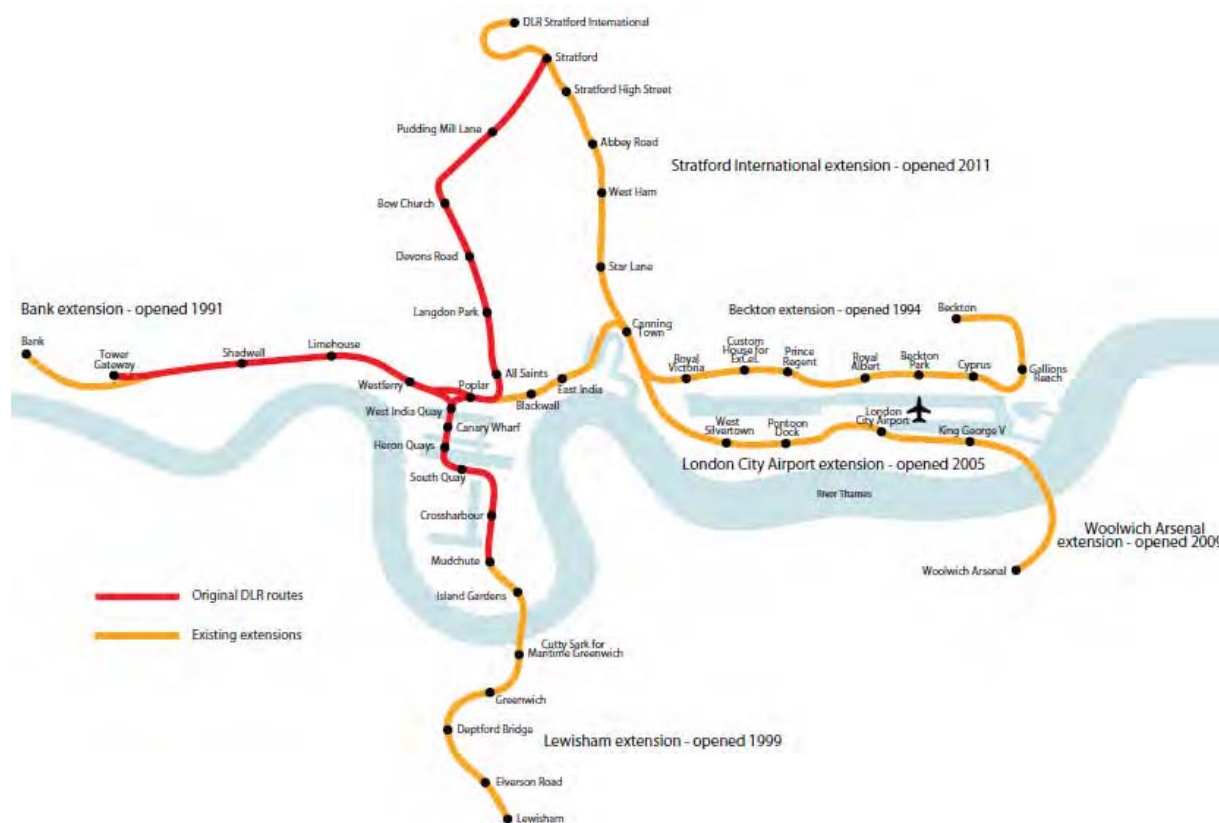 DLR Stratford International
Stratford
Stratford High Street
Pudding Mill Lane
Abbey Road
Stratford International extension - opened 2011
West Ham
Bow Church
Devons Road
Star Lane
Bank extension - opened 1991
Beckton extension - opened 1994
Beckton
Langdon Park
Canning
Town
Bank
Tower
Gateway
Shadwell
Limehouse
Royal
Victoria
Custom
House for
ExCeL
Prince
Regent
Royal
Albert
Beckton
Park
Cyprus
Gallions
Reach
Westferry
Poplar
All Saints
East India
Blackwall
West India Quay
Canary Wharf
Heron Quays
South Quay
West
Silvertown
Pontoon
Dock
London
City Airport
King George V
London City Airport extension - opened 2005
River Thames
Crossharbour
Mudchute
Woolwich Arsenal
extension - opened 2009
Woolwich Arsenal
Island Gardens
Original DLR routes
Existing extensions
Cutty Sark for
Maritime Greenwich
Greenwich
Deptford Bridge
Lewisham extension - opened 1999
Elverson Road
Lewisham